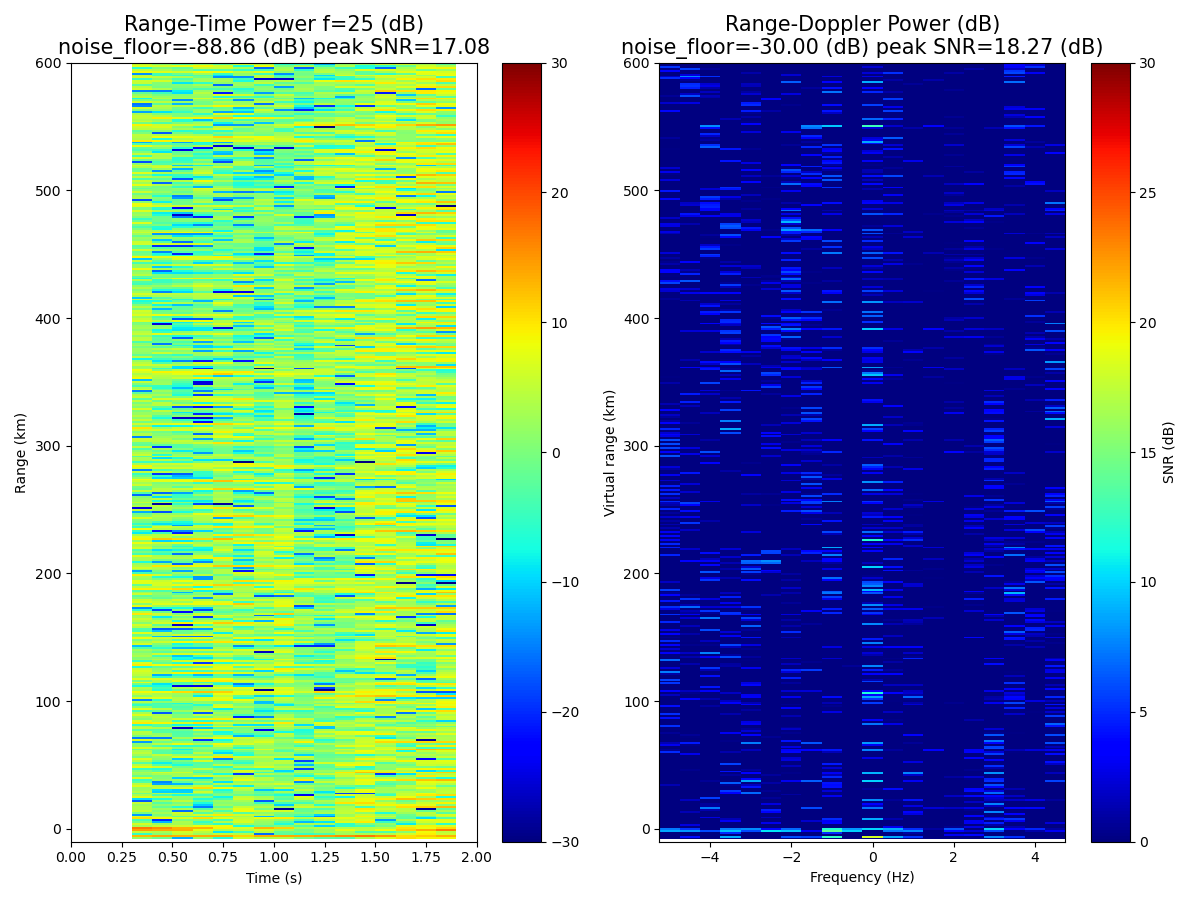 Range-Time Power f=25 (dB)
noise_floor=-88.86 (dB) peak SNR=17.08
600
500
400
300
200
100
0
Range (km)
0.00 0.25 0.50 0.75 1.00 1.25 1.50 1.75 2.00
Time (s)
30
20
10
0
−10
−20
−30
Range-Doppler Power (dB)
noise_floor=-30.00 (dB) peak SNR=18.27 (dB)
600
500
400
300
200
100
0
Virtual range (km)
−4 −2 0 2 4
Frequency (Hz)
30
25
20
15
10
5
0
SNR (dB)